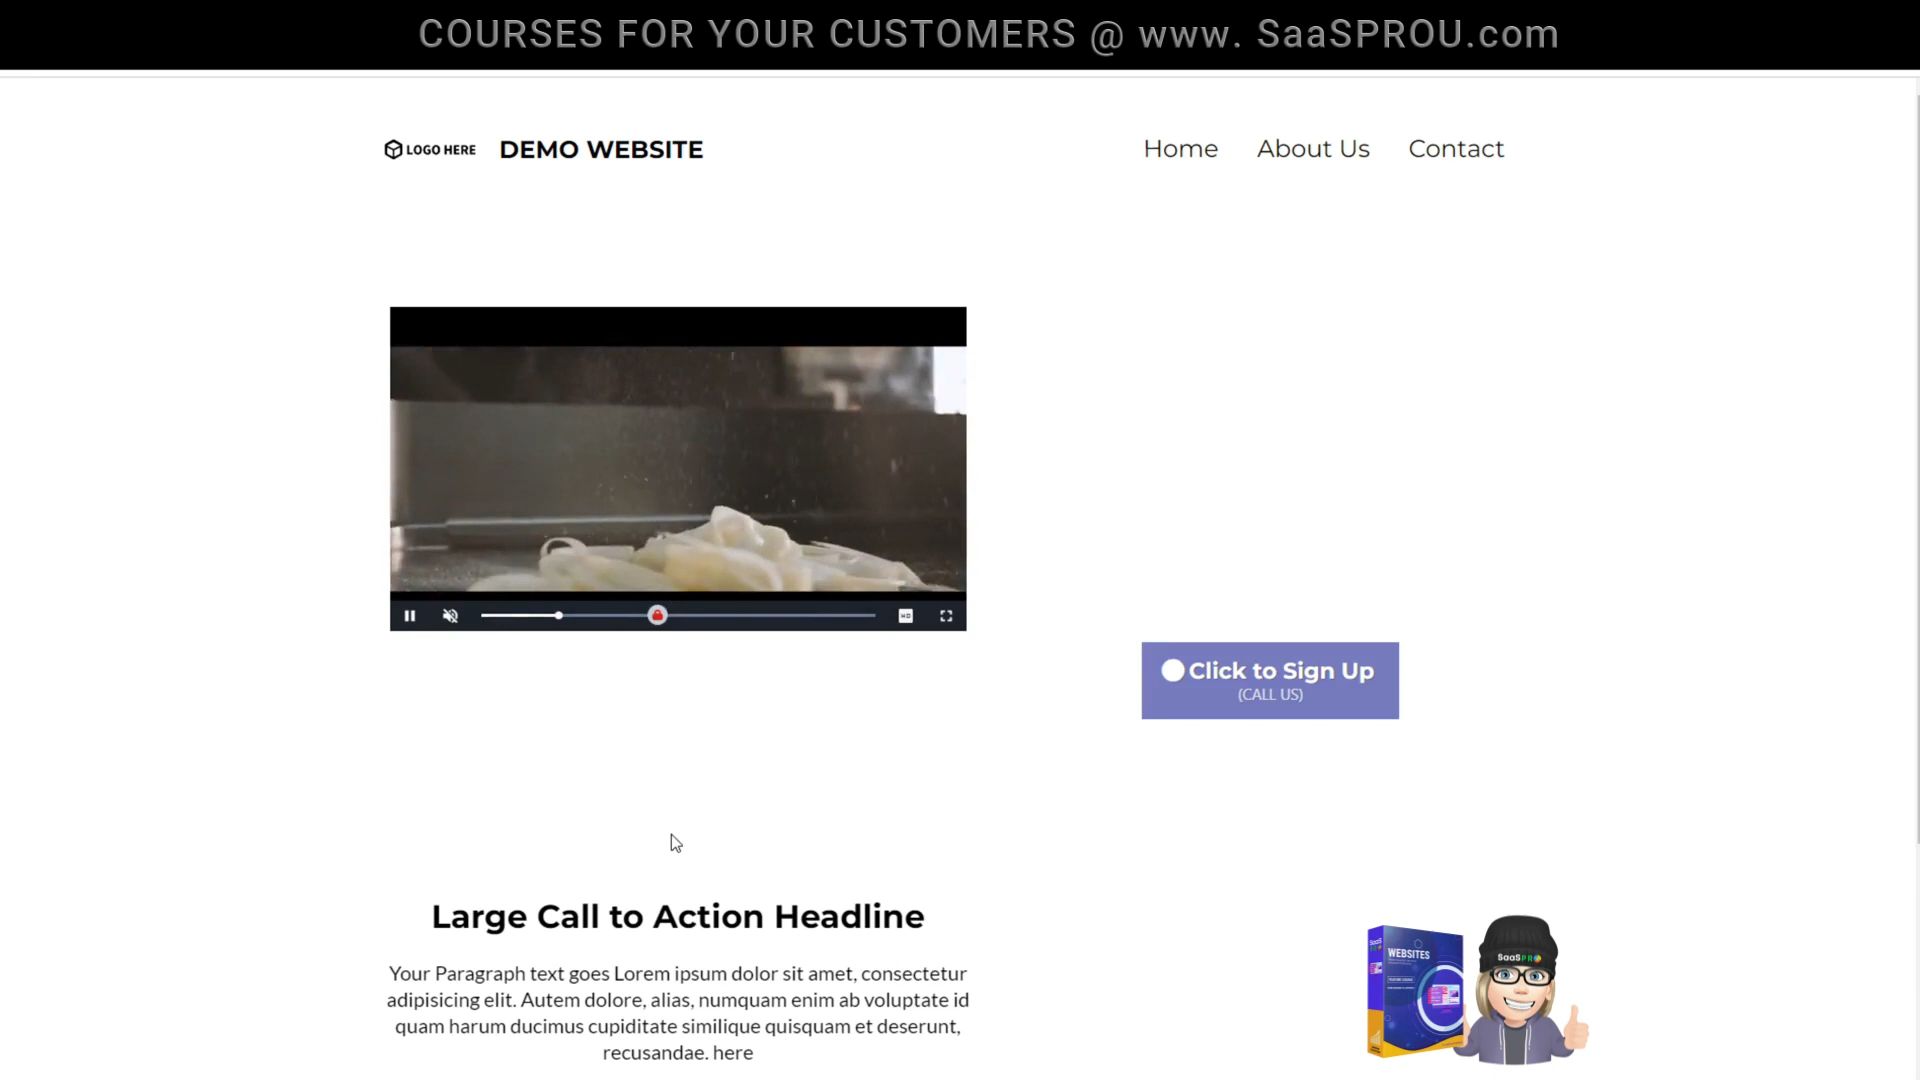 COURSES FOR YOUR CUSTOMERS @ www. SaaSPROU.com
LOGO HERE
DEMO WEBSITE
Home
About Us
Contact
HD
Click to Sign Up
(CALL US)
Large Call to Action Headline
Your Paragraph text goes Lorem ipsum dolor sit amet, consectetur
adipisicing elit. Autem dolore, alias, numquam enim ab voluptate id
quam harum ducimus cupiditate similique quisquam et deserunt,
recusandae. here
WEBSITES
SaaSPRO